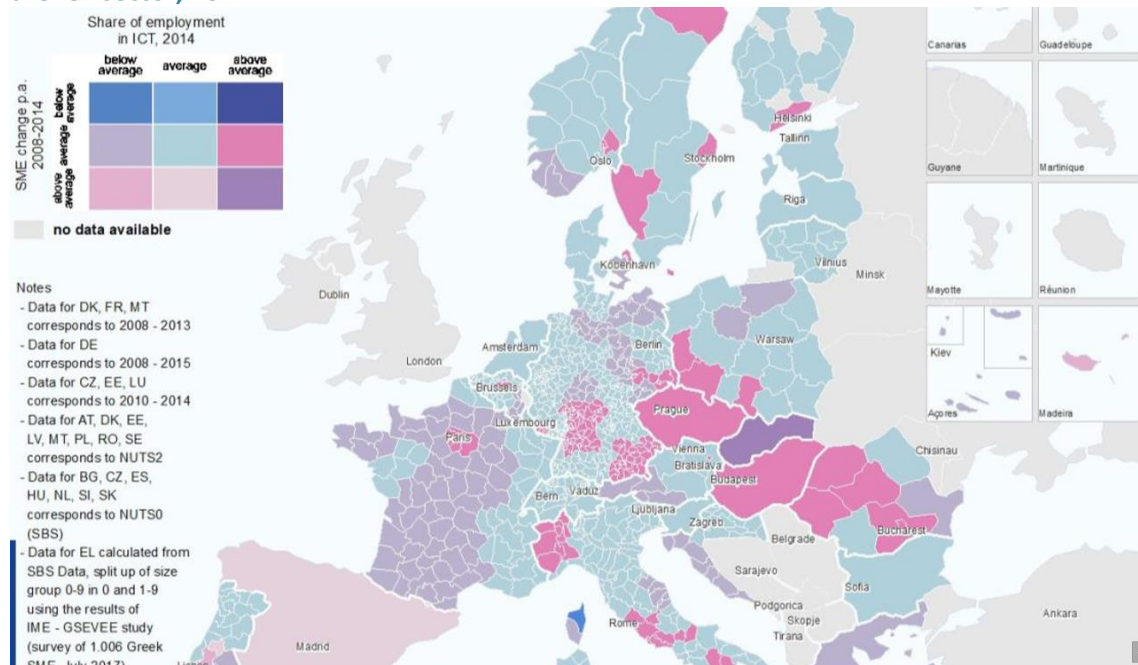 Share of employment
in ICT, 2014
below
average
average
above
average
SME change p.a.
2008-2014
below
average
average
above
average
no data available
Notes
- Data for DK, FR, MT
corresponds to 2008 - 2013
- Data for DE
corresponds to 2008 - 2015
- Data for CZ, EE, LU
corresponds to 2010 - 2014
- Data for AT, DK, EE,
LV, MT, PL, RO, SE
corresponds to NUTS2
- Data for BG, CZ, ES,
HU, NL, SI, SK
corresponds to NUTS0
(SBS)
- Data for EL calculated from
SBS Data, split up of size
group 0-9 in 0 and 1-9
using the results of
IME - GSEVEE study
(survey of 1.006 Greek
Helsinki
Oslo
Stockholm
Tallinn
Riga
København
Vilnius
Minsk
Dublin
London
Amsterdam
Berlin
Warsaw
Brussels
Luxembourg
Prague
Paris
Vienna
Bratislava
Budapest
Chisinau
Bern
Vaduz
Ljubljana
Zagreb
Belgrade
Bucharest
Sarajevo
Sofia
Podgorica
Skopje
Tirana
Rome
Madrid
Ankara
Canarias
Guadeloupe
Guyane
Martinique
Mayotte
Réunion
Kiev
Açores
Madeira